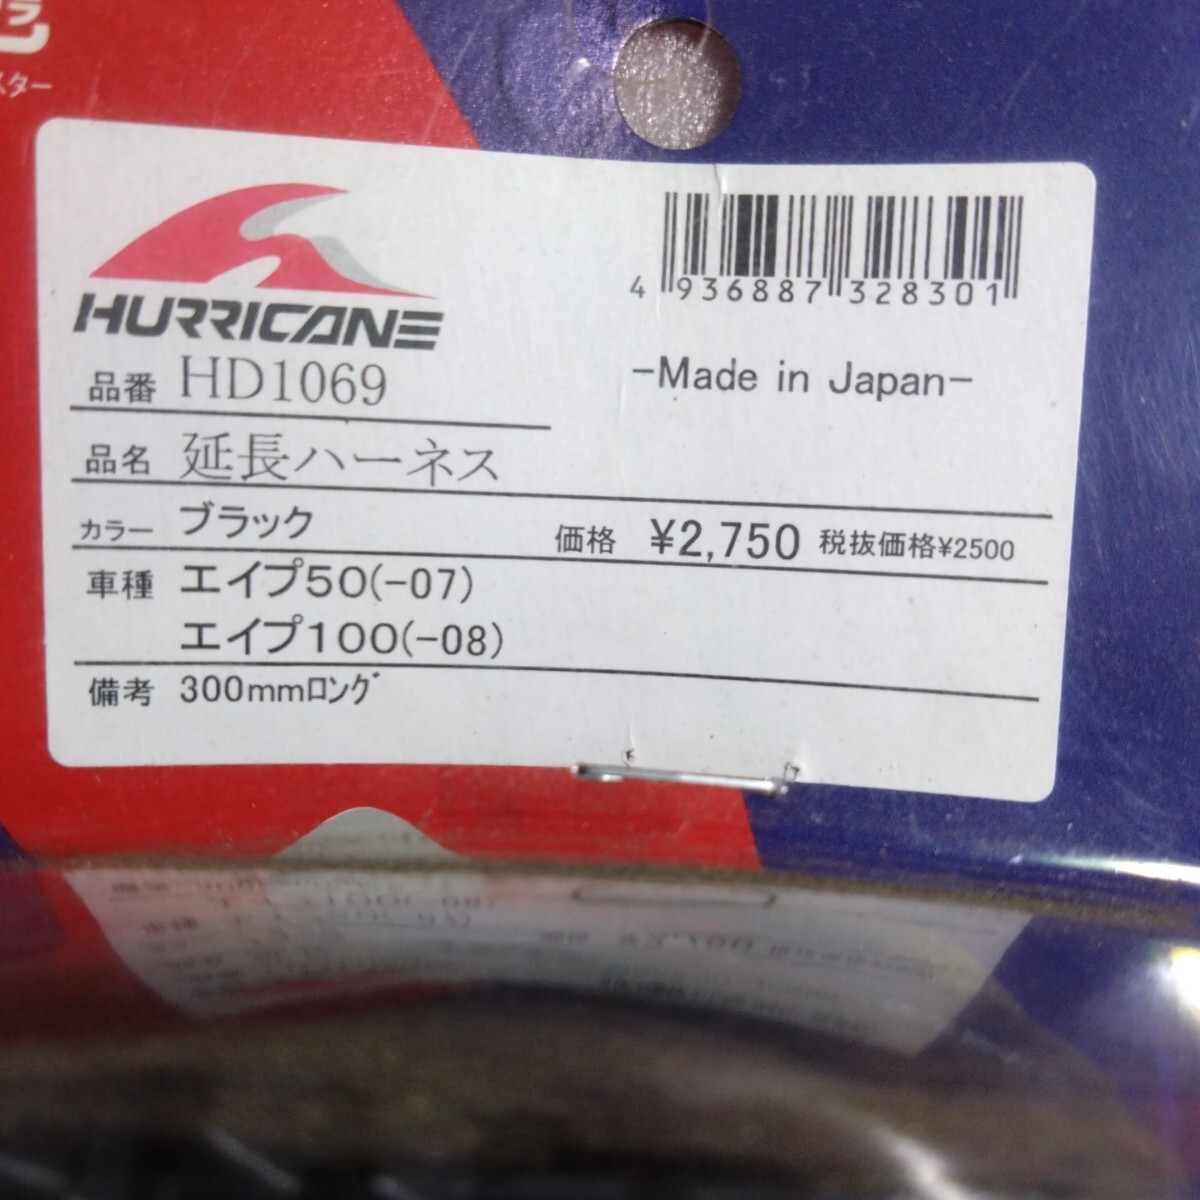 スター
HURRICANE
4 936887 328301
品番 HD1069
-Made in Japan-
品名 延長ハーネス
カラー ブラック
価格 ¥2,750 税抜価格¥2500
車種 エイプ50(-07)
エイプ100(-08)
備考 300mmロング